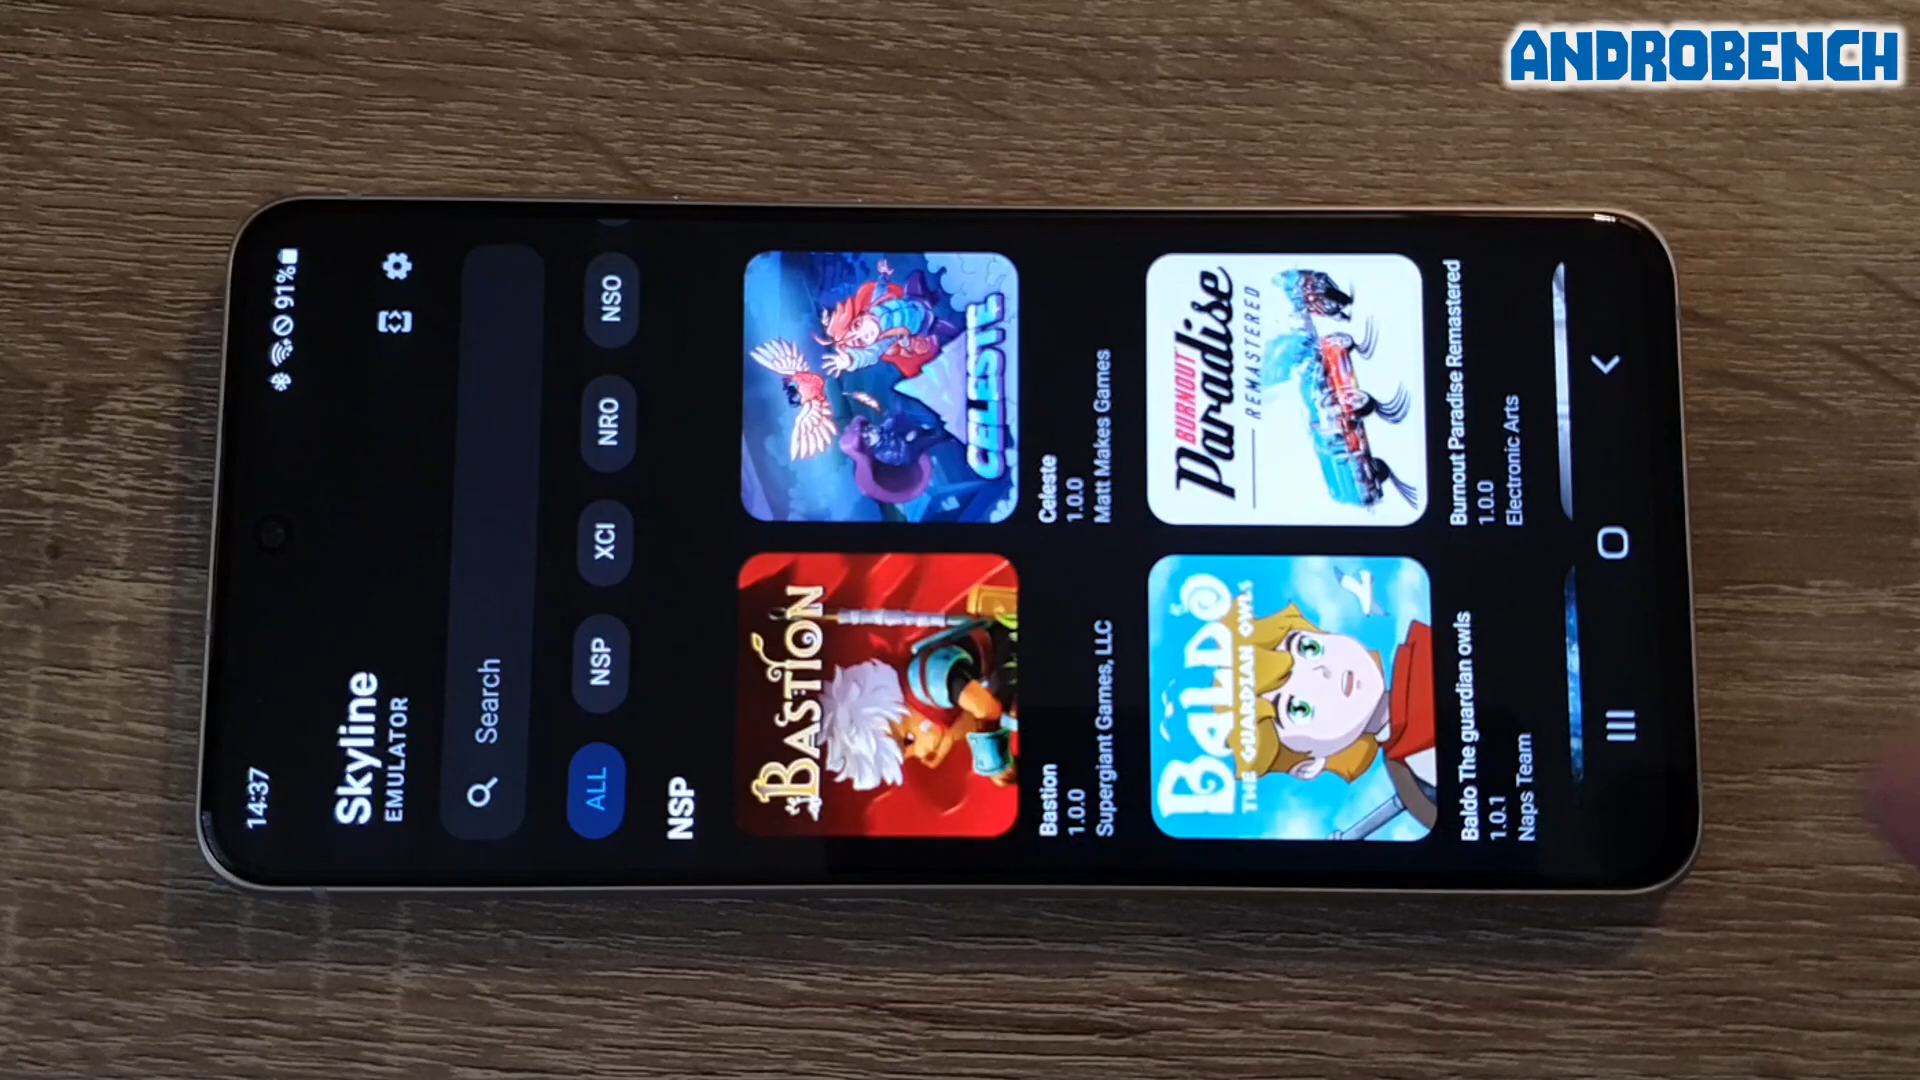 ANDROBENCH
14:37
91%
Skyline
EMULATOR
Search
ALL
NSP
XCI
NRO
NSO
NSP
BASTION
Bastion
1.0.0
Supergiant Games, LLC
CELESTE
Celeste
1.0.0
Matt Makes Games
BALDO
THE GUARDIAN OWLS
Baldo The guardian owls
1.0.1
Naps Team
BURNOUT
Paradise
REMASTERED
Burnout Paradise Remastered
1.0.0
Electronic Arts